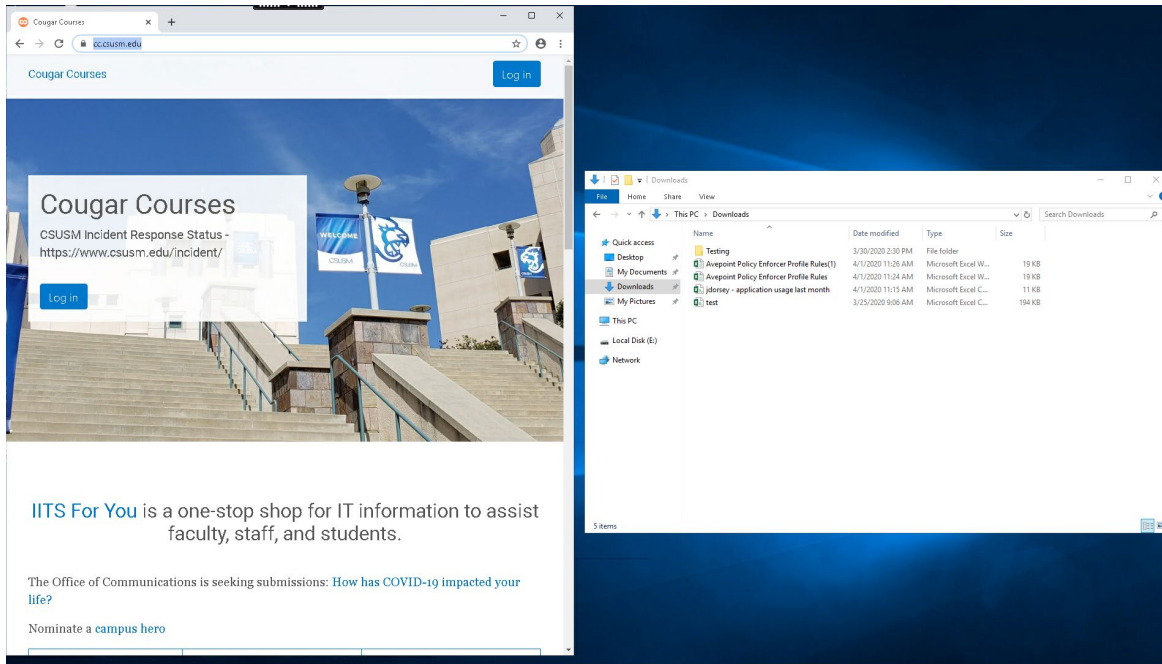 Cougar Courses
cc.csusm.edu
Cougar Courses
Log in
WELCOME
CSUSM
CSUSM
Cougar Courses
CSUSM Incident Response Status -
https://www.csusm.edu/incident/
Log in
IITS For You is a one-stop shop for IT information to assist
faculty, staff, and students.
The Office of Communications is seeking submissions: How has COVID-19 impacted your
life?
Nominate a campus hero
Downloads
File Home Share View
This PC > Downloads
Search Downloads
Name Date modified Type Size
Quick access
Desktop
My Documents
Downloads
My Pictures
This PC
Local Disk (E:)
Network
Testing 3/30/2020 2:30 PM File folder
Avepoint Policy Enforcer Profile Rules(1) 4/1/2020 11:26 AM Microsoft Excel W... 19 KB
Avepoint Policy Enforcer Profile Rules 4/1/2020 11:24 AM Microsoft Excel W... 19 KB
jdorsey - application usage last month 4/1/2020 11:15 AM Microsoft Excel C... 11 KB
test 3/25/2020 9:06 AM Microsoft Excel C... 194 KB
5 items